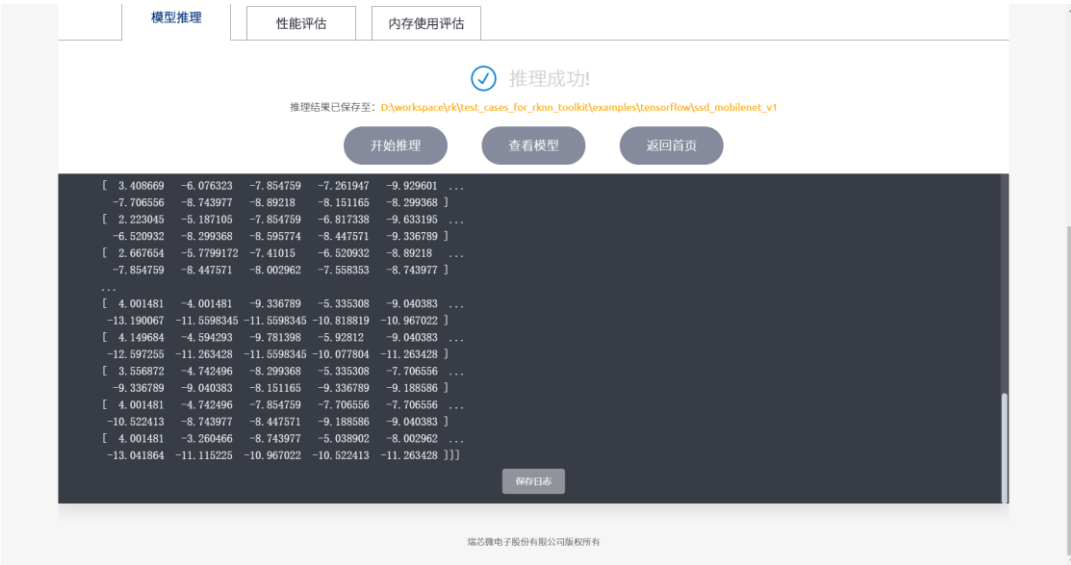 模型推理 性能评估 内存使用评估
推理成功!
推理结果已保存至: D:\workspace\rk\test_cases_for_rknn_toolkit\examples\tensorflow\ssd_mobilenet_v1
开始推理 查看模型 返回首页
[ 3.408669 -6.076323 -7.854759 -7.261947 -9.929601 ...
-7.706556 -8.743977 -8.89218 -8.151165 -8.299368 ]
[ 2.223045 -5.187105 -7.854759 -6.817338 -9.633195 ...
-6.520932 -8.299368 -8.595774 -8.447571 -9.336789 ]
[ 2.667654 -5.7799172 -7.41015 -6.520932 -8.89218 ...
-7.854759 -8.447571 -8.002962 -7.558353 -8.743977 ]
...
[ 4.001481 -4.001481 -9.336789 -5.335308 -9.040383 ...
-13.190067 -11.5598345 -11.5598345 -10.818819 -10.967022 ]
[ 4.149684 -4.594293 -9.781398 -5.92812 -9.040383 ...
-12.597255 -11.263428 -11.5598345 -10.077804 -11.263428 ]
[ 3.556872 -4.742496 -8.299368 -5.335308 -7.706556 ...
-9.336789 -9.040383 -8.151165 -9.336789 -9.188586 ]
[ 4.001481 -4.742496 -7.854759 -7.706556 -7.706556 ...
-10.522413 -8.743977 -8.447571 -9.188586 -9.040383 ]
[ 4.001481 -3.260466 -8.743977 -5.038902 -8.002962 ...
-13.041864 -11.115225 -10.967022 -10.522413 -11.263428 ]]]
保存日志
瑞芯微电子股份有限公司版权所有